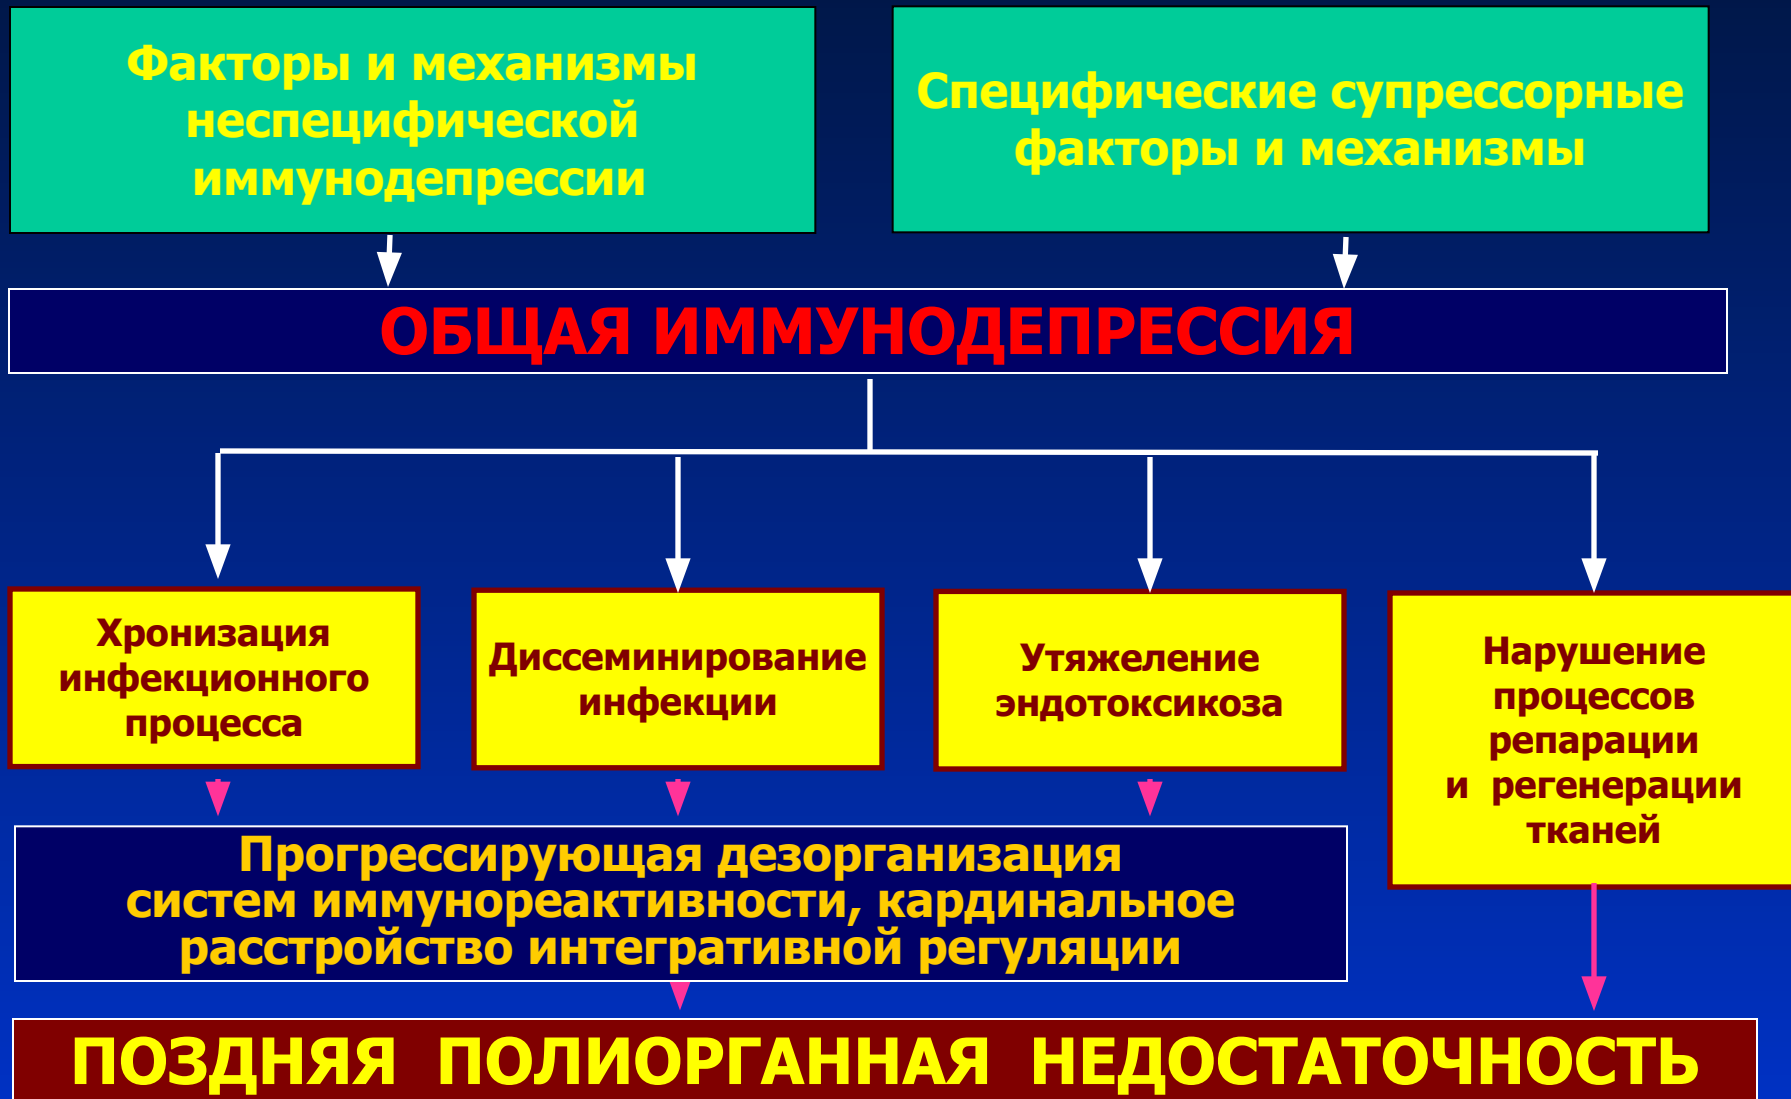 Факторы и механизмы
неспецифической
иммунодепрессии
Специфические супрессорные
факторы и механизмы
ОБЩАЯ ИММУНОДЕПРЕССИЯ
Хронизация
инфекционного
процесса
Диссеминирование
инфекции
Утяжеление
эндотоксикоза
Нарушение
процессов
репарации
и регенерации
тканей
Прогрессирующая дезорганизация
систем иммунореактивности, кардинальное
расстройство интегративной регуляции
ПОЗДНЯЯ ПОЛИОРГАННАЯ НЕДОСТАТОЧНОСТЬ